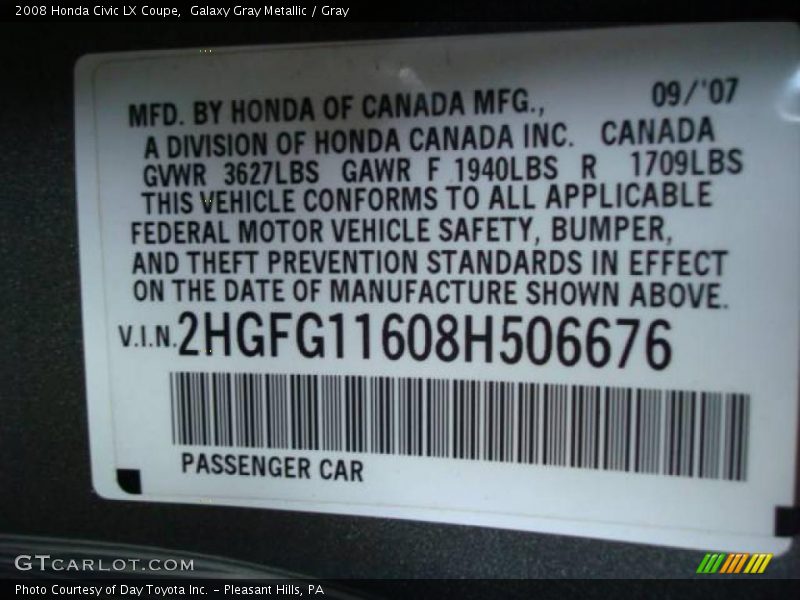 2008 Honda Civic LX Coupe,  Galaxy Gray Metallic / Gray
09/'07
MFD. BY HONDA OF CANADA MFG.,
A DIVISION OF HONDA CANADA INC. CANADA
GVWR 3627LBS GAWR F 1940LBS R 1709LBS
THIS VEHICLE CONFORMS TO ALL APPLICABLE
FEDERAL MOTOR VEHICLE SAFETY, BUMPER,
AND THEFT PREVENTION STANDARDS IN EFFECT
ON THE DATE OF MANUFACTURE SHOWN ABOVE.
V.I.N. 2HGFG11608H506676
PASSENGER CAR
GTCARLOT.COM
Photo Courtesy of Day Toyota Inc. - Pleasant Hills, PA